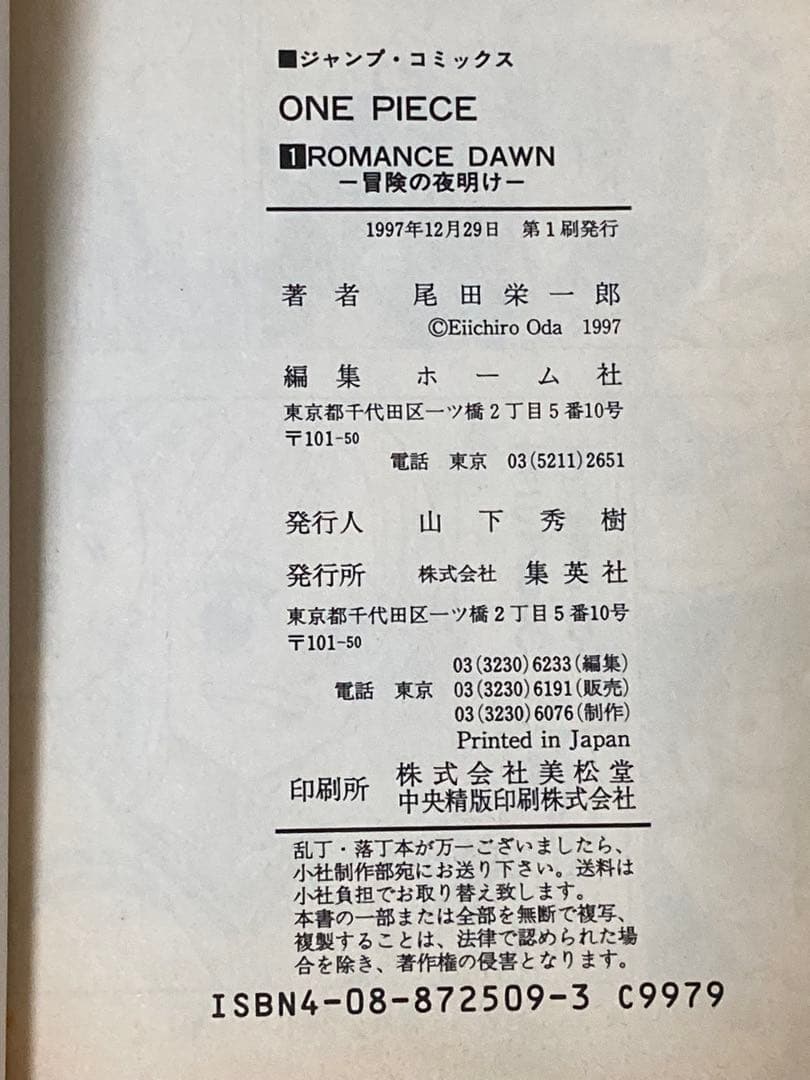 ■ジャンプ・コミックス
ONE PIECE
1ROMANCE DAWN
ー冒険の夜明けー
1997年12月29日 第1刷発行
著者 尾田栄一郎
©Eiichiro Oda 1997
編集 ホーム社
東京都千代田区一ツ橋2丁目5番10号
〒101-50
電話 東京 03(5211)2651
発行人 山下秀樹
発行所 株式会社 集英社
東京都千代田区一ツ橋2丁目5番10号
〒101-50
03(3230)6233(編集)
電話 東京 03(3230)6191(販売)
03(3230)6076(制作)
Printed in Japan
印刷所 株式会社美松堂
中央精版印刷株式会社
乱丁・落丁本が万一ございましたら、
小社制作部宛にお送り下さい。送料は
小社負担でお取り替え致します。
本書の一部または全部を無断で複写、
複製することは、法律で認められた場
合を除き、著作権の侵害となります。
ISBN4-08-872509-3 C9979